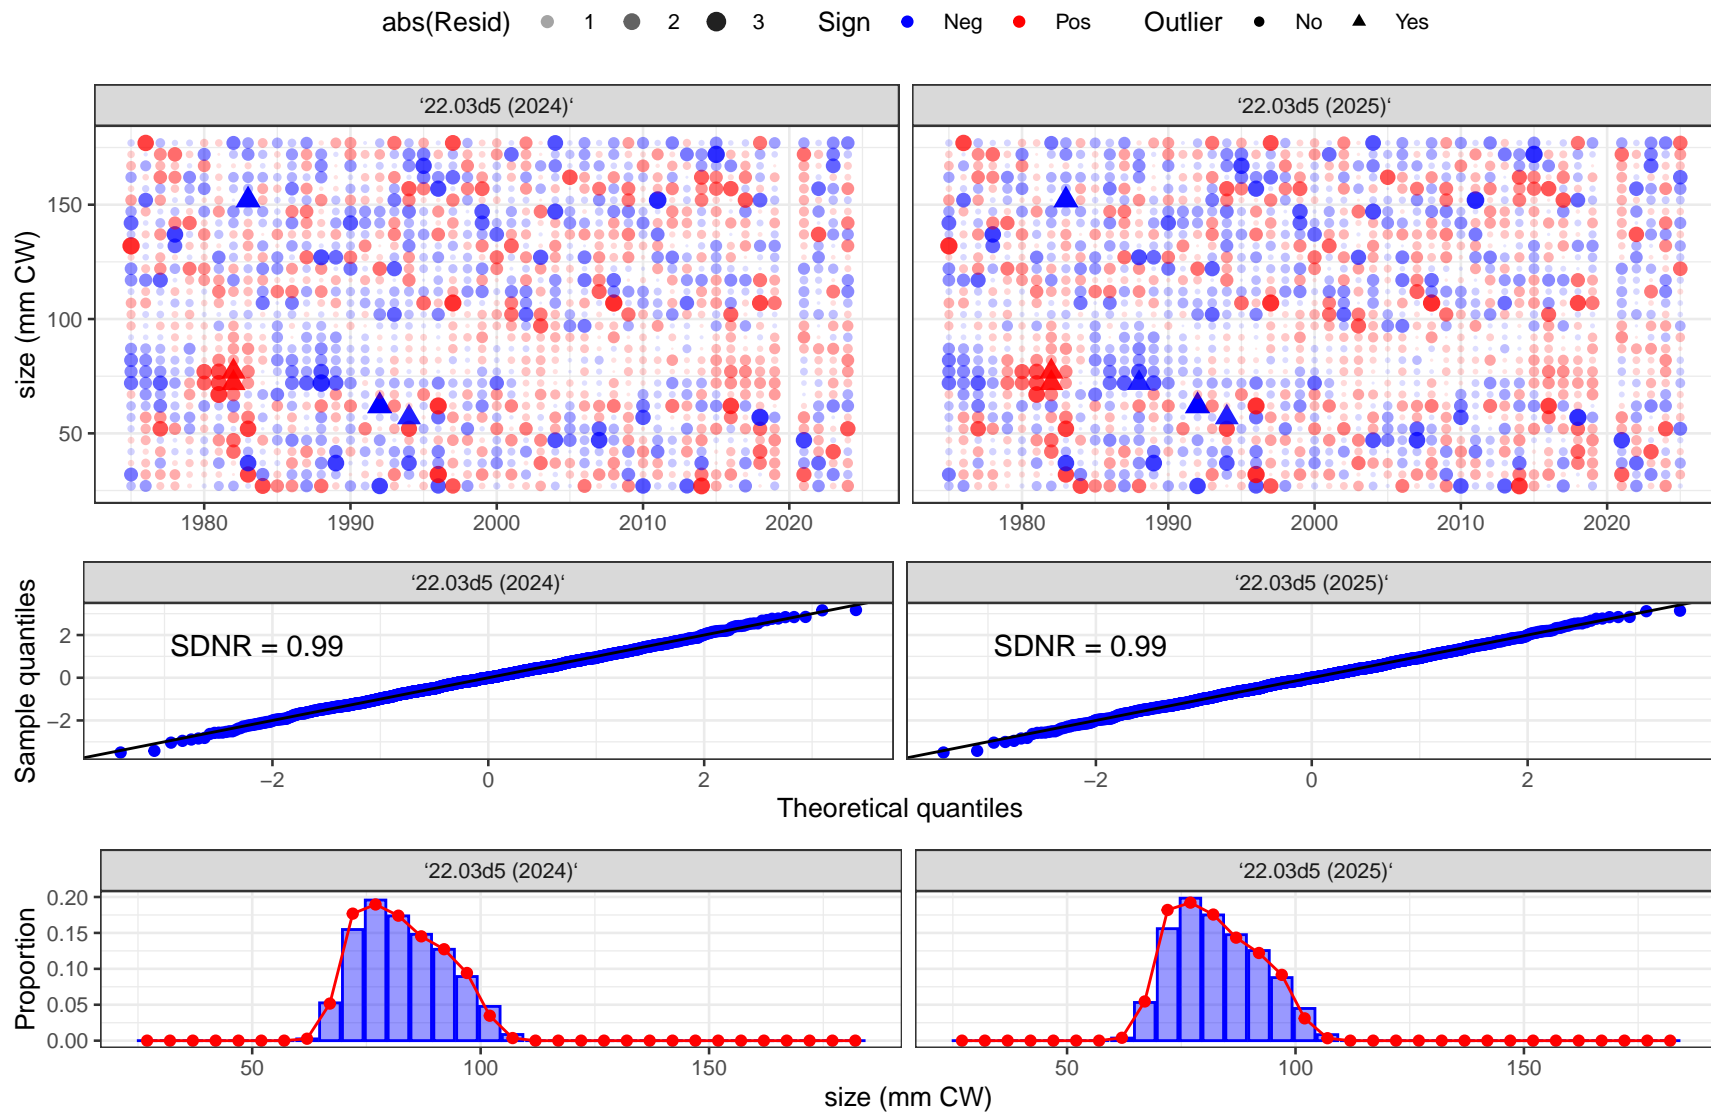 abs(Resid) 1 2 3 Sign Neg Pos Outlier No Yes
‘22.03d5 (2024)‘ ‘22.03d5 (2025)‘
size (mm CW)
150
100
50
1980 1990 2000 2010 2020 1980 1990 2000 2010 2020
‘22.03d5 (2024)‘ ‘22.03d5 (2025)‘
Sample quantiles
2
0
−2
SDNR = 0.99 SDNR = 0.99
−2 0 2 −2 0 2
Theoretical quantiles
‘22.03d5 (2024)‘ ‘22.03d5 (2025)‘
Proportion
0.20
0.15
0.10
0.05
0.00
50 100 150 50 100 150
size (mm CW)